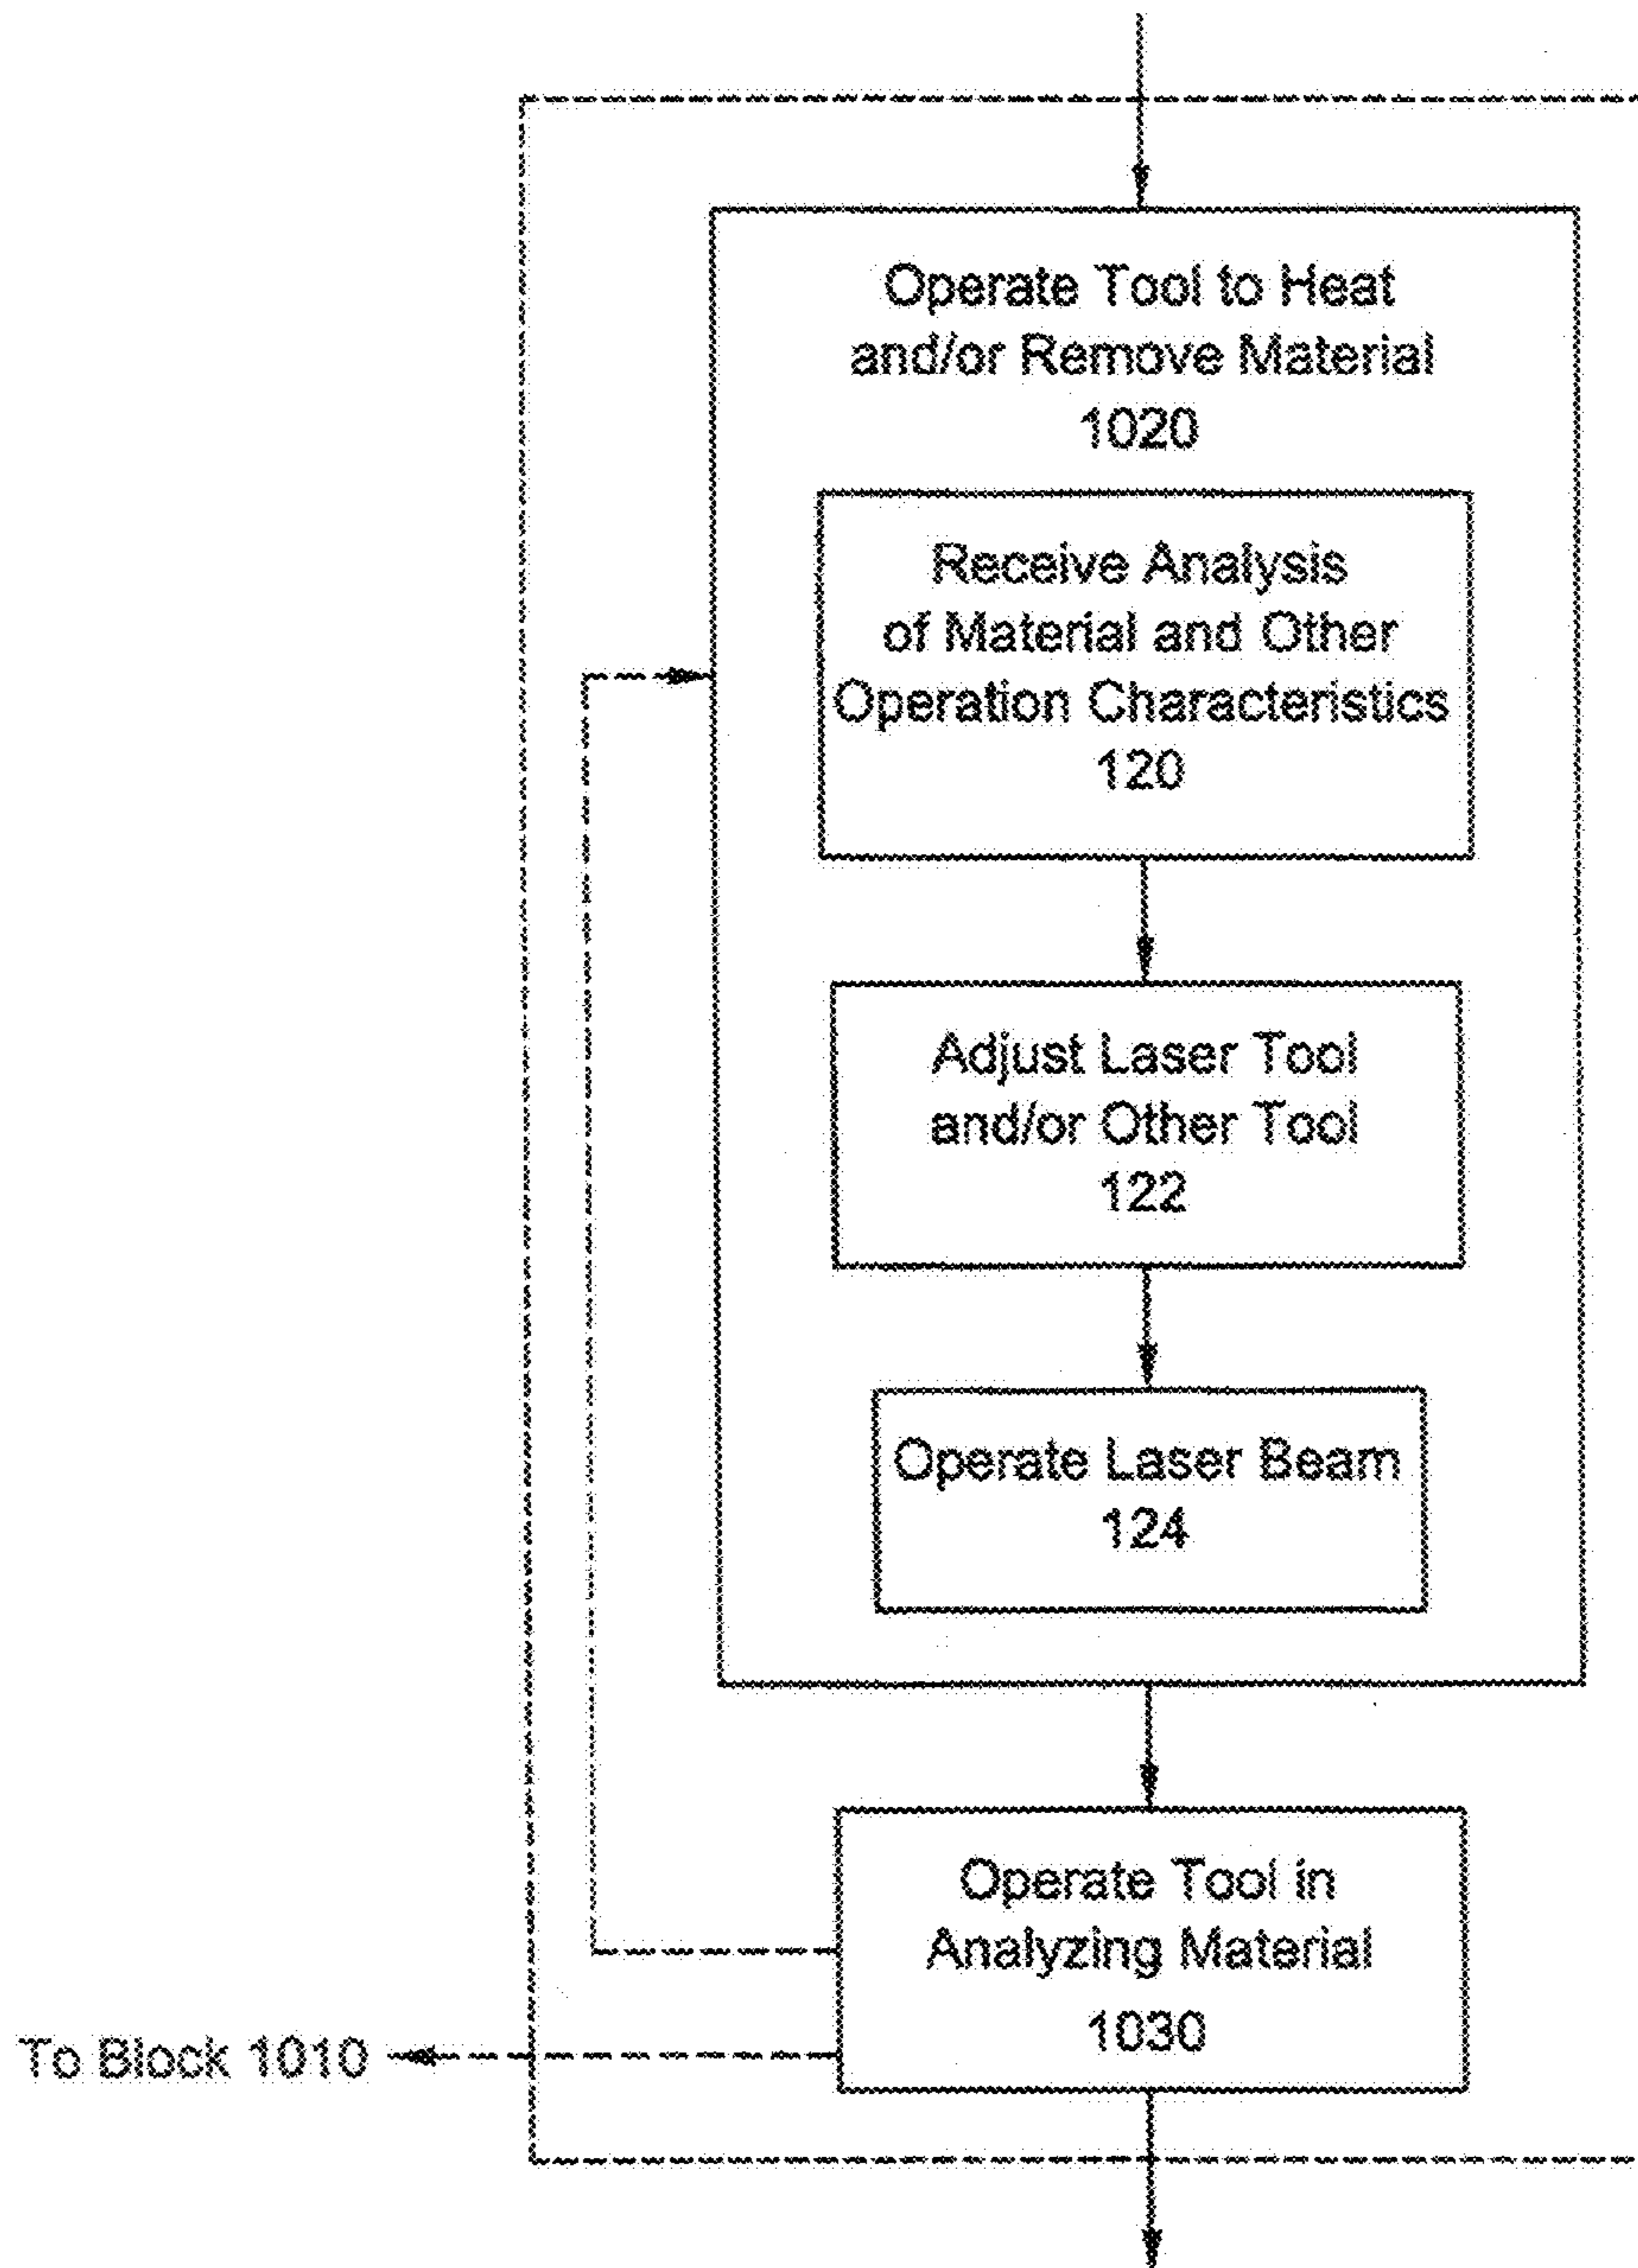 Operate Tool to Heat
and/or Remove Material
1020
Receive Analysis
of Material and Other
Operation Characteristics
120
Adjust Laser Tool
and/or Other Tool
122
Operate Laser Beam
124
Operate Tool in
Analyzing Material
1030
To Block 1010